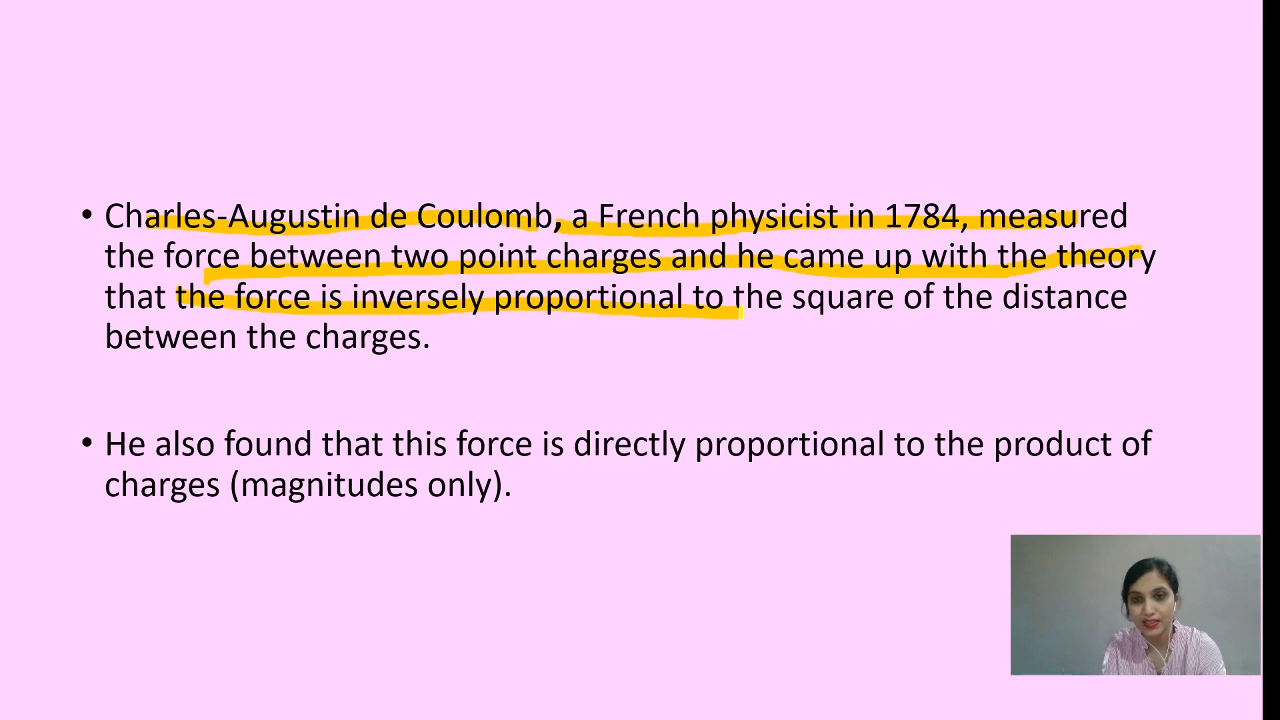 • Charles-Augustin de Coulomb, a French physicist in 1784, measured
the force between two point charges and he came up with the theory
that the force is inversely proportional to the square of the distance
between the charges.
• He also found that this force is directly proportional to the product of
charges (magnitudes only).